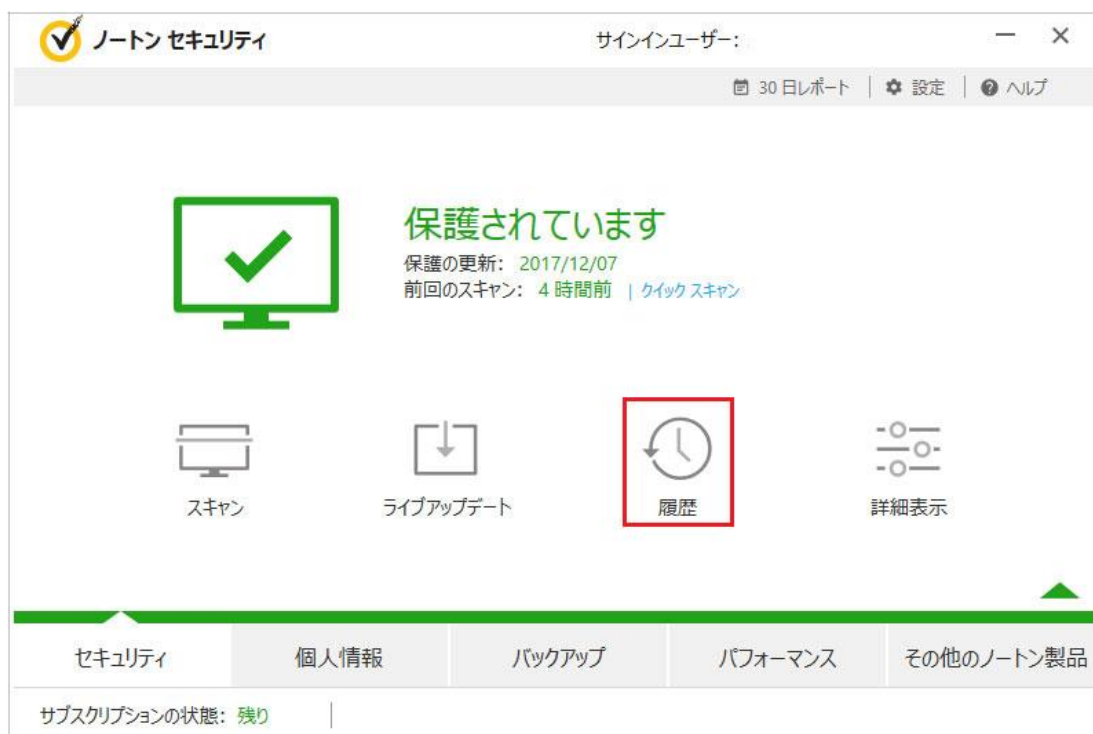 ノートン セキュリティ
サインインユーザー:
30 日レポート | 設定 | ヘルプ
保護されています
保護の更新: 2017/12/07
前回のスキャン: 4 時間前 | クイック スキャン
スキャン
ライブアップデート
履歴
詳細表示
セキュリティ
個人情報
バックアップ
パフォーマンス
その他のノートン製品
サブスクリプションの状態: 残り